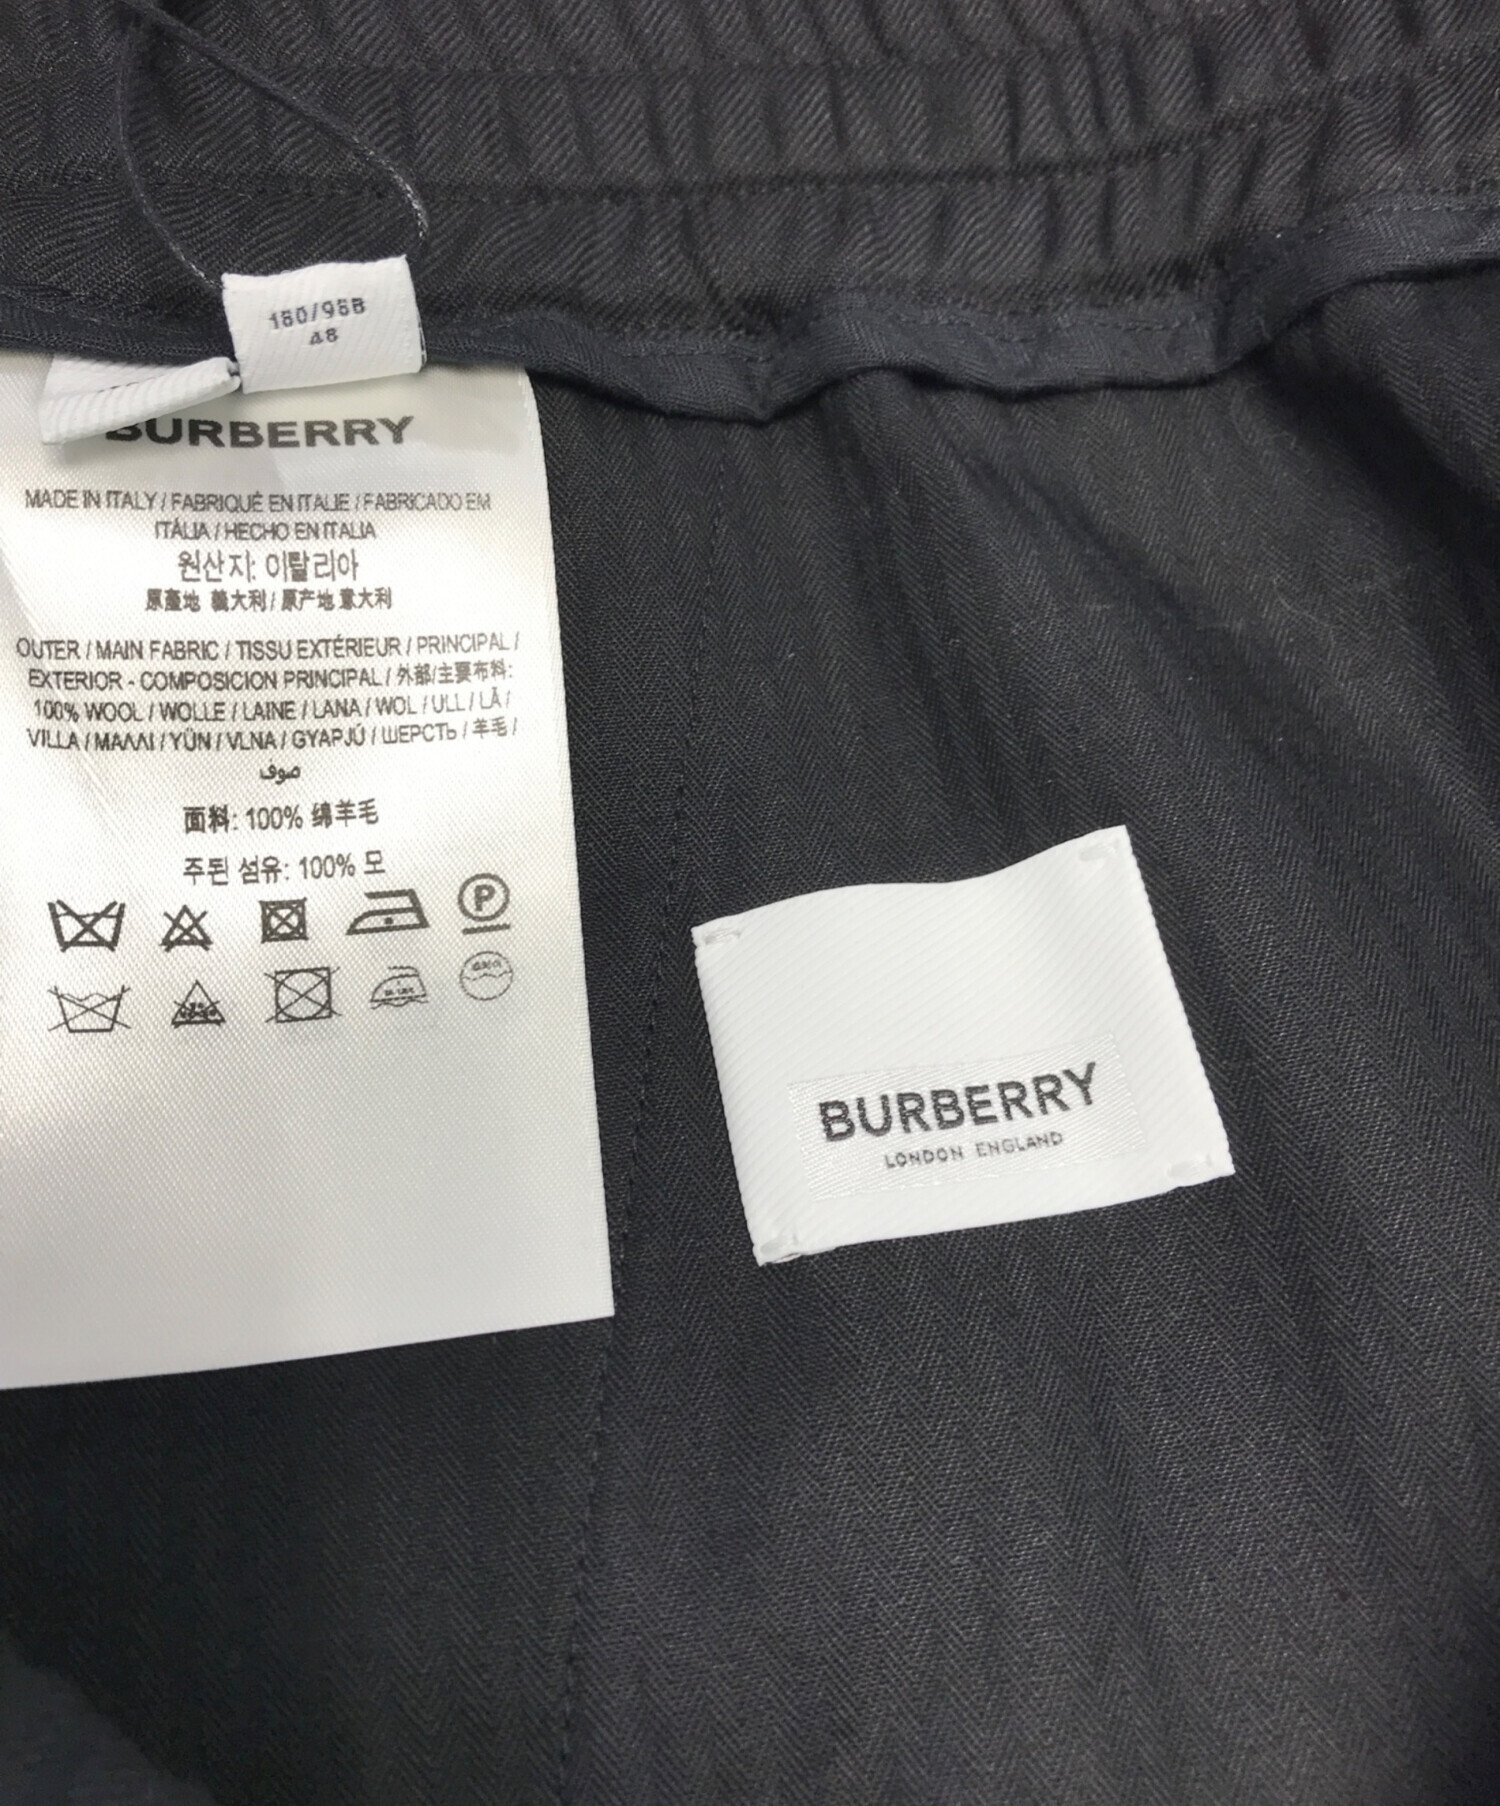 180/95B
48
BURBERRY
MADE IN ITALY / FABRIQUÉ EN ITALIE / FABRICADO EM
ITÁLIA / HECHO EN ITALIA
원산지: 이탈리아
原產地 義大利 / 原产地 意大利
OUTER / MAIN FABRIC / TISSU EXTÉRIEUR / PRINCIPAL /
EXTERIOR - COMPOSICION PRINCIPAL / 外部/主要布料:
100% WOOL / WOLLE / LAINE / LANA / WOL / ULL / LÃ /
VILLA / ΜΑΛΛΙ / YÜN / VLNA / GYAPJÚ / ШЕРСТЬ / 羊毛 /
صوف
面料: 100% 绵羊毛
주된 섬유: 100% 모
P
BURBERRY
LONDON ENGLAND